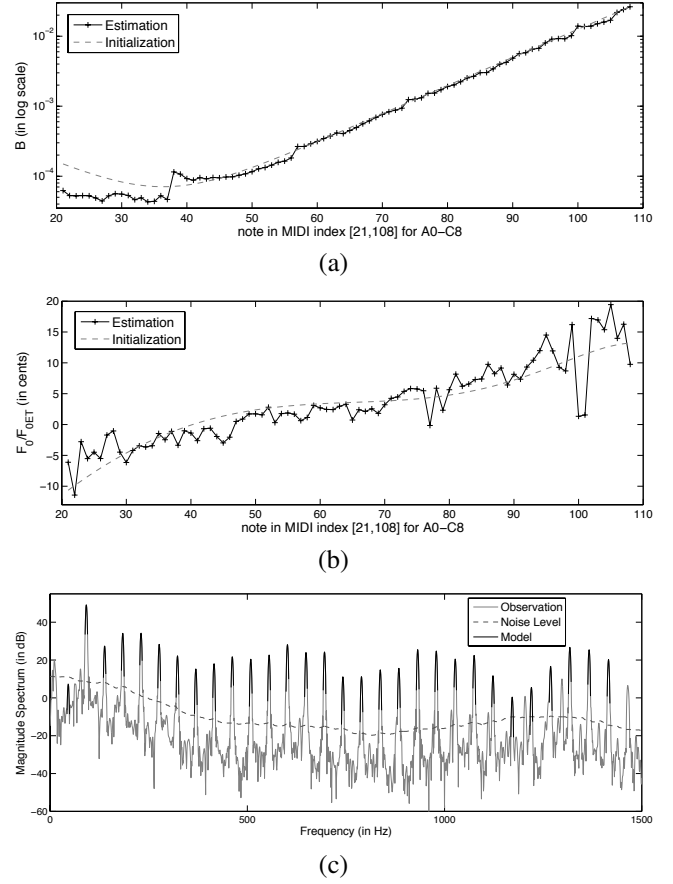 10⁻²
10⁻³
10⁻⁴
B (in log scale)
Estimation
Initialization
20 30 40 50 60 70 80 90 100 110
note in MIDI index [21,108] for A0−C8
(a)
20
15
10
5
0
−5
−10
F₀/F₀ET (in cents)
Estimation
Initialization
20 30 40 50 60 70 80 90 100 110
note in MIDI index [21,108] for A0−C8
(b)
40
20
0
−20
−40
−60
Magnitude Spectrum (in dB)
Observation
Noise Level
Model
0 500 1000 1500
Frequency (in Hz)
(c)